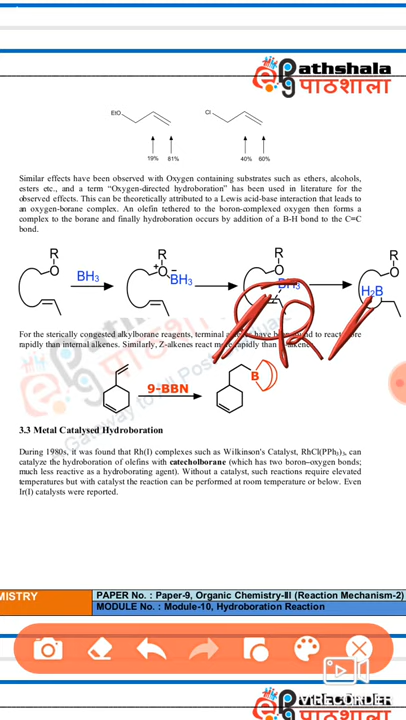 Pathshala
पाठशाला
EtO
Cl
19% 81% 40% 60%
Similar effects have been observed with Oxygen containing substrates such as ethers, alcohols,
esters etc., and a term "Oxygen-directed hydroboration" has been used in literature for the
observed effects. This can be theoretically attributed to a Lewis acid-base interaction that leads to
an oxygen-borane complex. An olefin tethered to the boron-complexed oxygen then forms a
complex to the borane and finally hydroboration occurs by addition of a B-H bond to the C=C
bond.
R R R R
O BH3 O BH3 O BH3 O H2B
For the sterically congested alkylborane reagents, terminal have to react
rapidly than internal alkenes. Similarly, Z-alkenes react more rapidly than
9-BBN B
3.3 Metal Catalysed Hydroboration
During 1980s, it was found that Rh(I) complexes such as Wilkinson's Catalyst, RhCl(PPh3)3, can
catalyze the hydroboration of olefins with catecholborane (which has two boron–oxygen bonds;
much less reactive as a hydroborating agent). Without a catalyst, such reactions require elevated
temperatures but with catalyst the reaction can be performed at room temperature or below. Even
Ir(I) catalysts were reported.
MISTRY
PAPER No. : Paper-9, Organic Chemistry-III (Reaction Mechanism-2)
MODULE No. : Module-10, Hydroboration Reaction
पाठशाला